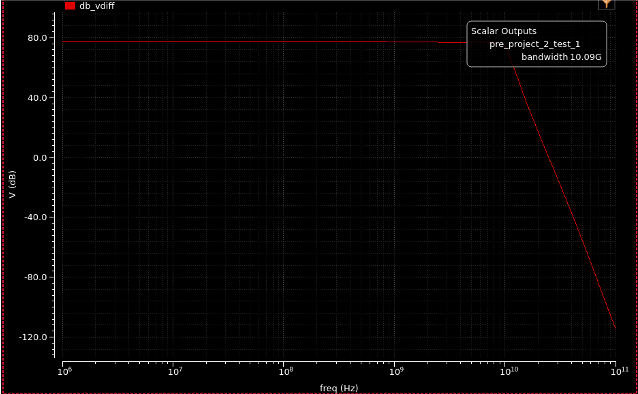 db_vdiff
Scalar Outputs
pre_project_2_test_1
bandwidth 10.09G
80.0
40.0
0.0
-40.0
-80.0
-120.0
V (dB)
10⁶ 10⁷ 10⁸ 10⁹ 10¹⁰ 10¹¹
freq (Hz)